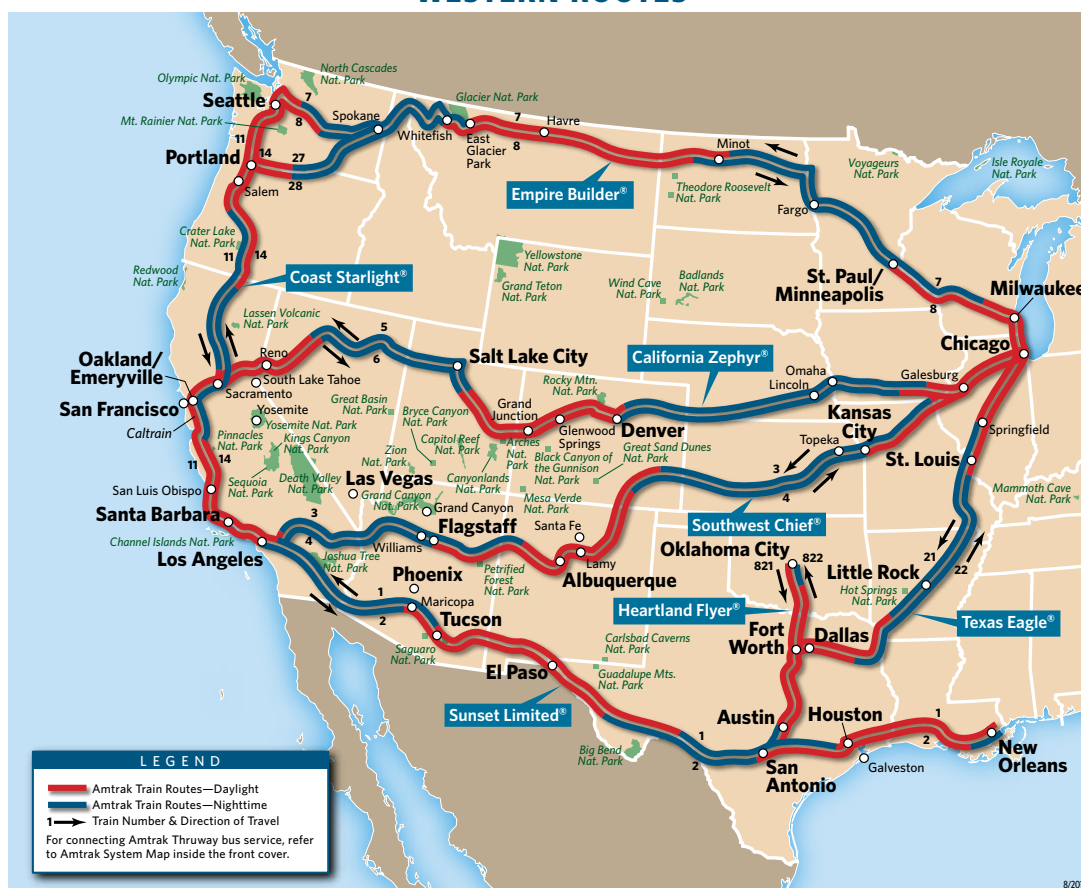 WESTERN ROUTES
North Cascades
Nat. Park
Olympic Nat. Park
Seattle
7
8
Mt. Rainier Nat. Park
Spokane
Whitefish
Glacier Nat. Park
East
Glacier
Park
7
8
Havre
Minot
11
Portland
14
27
28
Salem
Empire Builder®
Theodore Roosevelt
Nat. Park
Voyageurs
Nat. Park
Isle Royale
Nat. Park
Fargo
Crater Lake
Nat. Park
11
14
Redwood
Nat. Park
Coast Starlight®
Yellowstone
Nat. Park
Grand Teton
Nat. Park
Wind Cave
Nat. Park
Badlands
Nat. Park
St. Paul/
Minneapolis
7
8
Milwaukee
Chicago
Lassen Volcanic
Nat. Park
Oakland/
Emeryville
Reno
5
6
South Lake Tahoe
Sacramento
San Francisco
Caltrain
Yosemite
Yosemite Nat. Park
Salt Lake City
California Zephyr®
Omaha
Lincoln
Galesburg
Rocky Mtn.
Nat. Park
Great Basin
Nat. Park
Bryce Canyon
Nat. Park
Grand
Junction
Glenwood
Springs
Denver
Kansas
City
Topeka
Springfield
St. Louis
Pinnacles
Nat. Park
Kings Canyon
Nat. Park
11
14
Zion
Nat. Park
Capitol Reef
Nat. Park
Arches
Nat.
Park
Canyonlands
Nat. Park
Black Canyon of
the Gunnison
Nat. Park
Great Sand Dunes
Nat. Park
Mesa Verde
Nat. Park
3
4
Sequoia
Nat. Park
Death Valley
Nat. Park
Las Vegas
Grand Canyon
Nat. Park
Grand Canyon
San Luis Obispo
Santa Barbara
Channel Islands Nat. Park
Los Angeles
3
4
Williams
Flagstaff
Santa Fe
Lamy
Albuquerque
Southwest Chief®
Mammoth Cave
Nat. Park
Joshua Tree
Nat. Park
Petrified
Forest
Nat. Park
Oklahoma City
821
822
21
22
Little Rock
Hot Springs
Nat. Park
Phoenix
1
2
Maricopa
Tucson
Heartland Flyer®
Texas Eagle®
Saguaro
Nat. Park
Carlsbad Caverns
Nat. Park
Fort
Worth
Dallas
El Paso
Guadalupe Mts.
Nat. Park
Sunset Limited®
Big Bend
Nat. Park
1
2
Austin
Houston
1
2
San
Antonio
Galveston
New
Orleans
LEGEND
Amtrak Train Routes—Daylight
Amtrak Train Routes—Nighttime
1 Train Number & Direction of Travel
For connecting Amtrak Thruway bus service, refer
to Amtrak System Map inside the front cover.